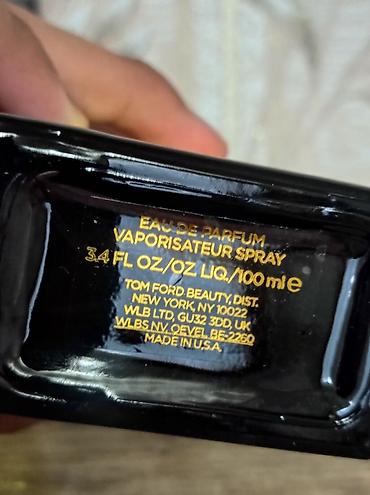 EAU DE PARFUM
VAPORISATEUR SPRAY
3.4 FL OZ/OZ LIQ./100 ml e
TOM FORD BEAUTY, DIST.
NEW YORK, NY 10022
WLB LTD, GU32 3DD, UK
WLBS NV, OEVEL BE-2260
MADE IN U.S.A.